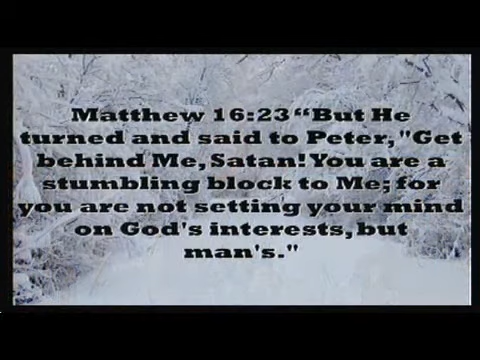 Matthew 16:23“But He
turned and said to Peter,"Get
behind Me, Satan! You are a
stumbling block to Me; for
you are not setting your mind
on God's interests, but
man's."